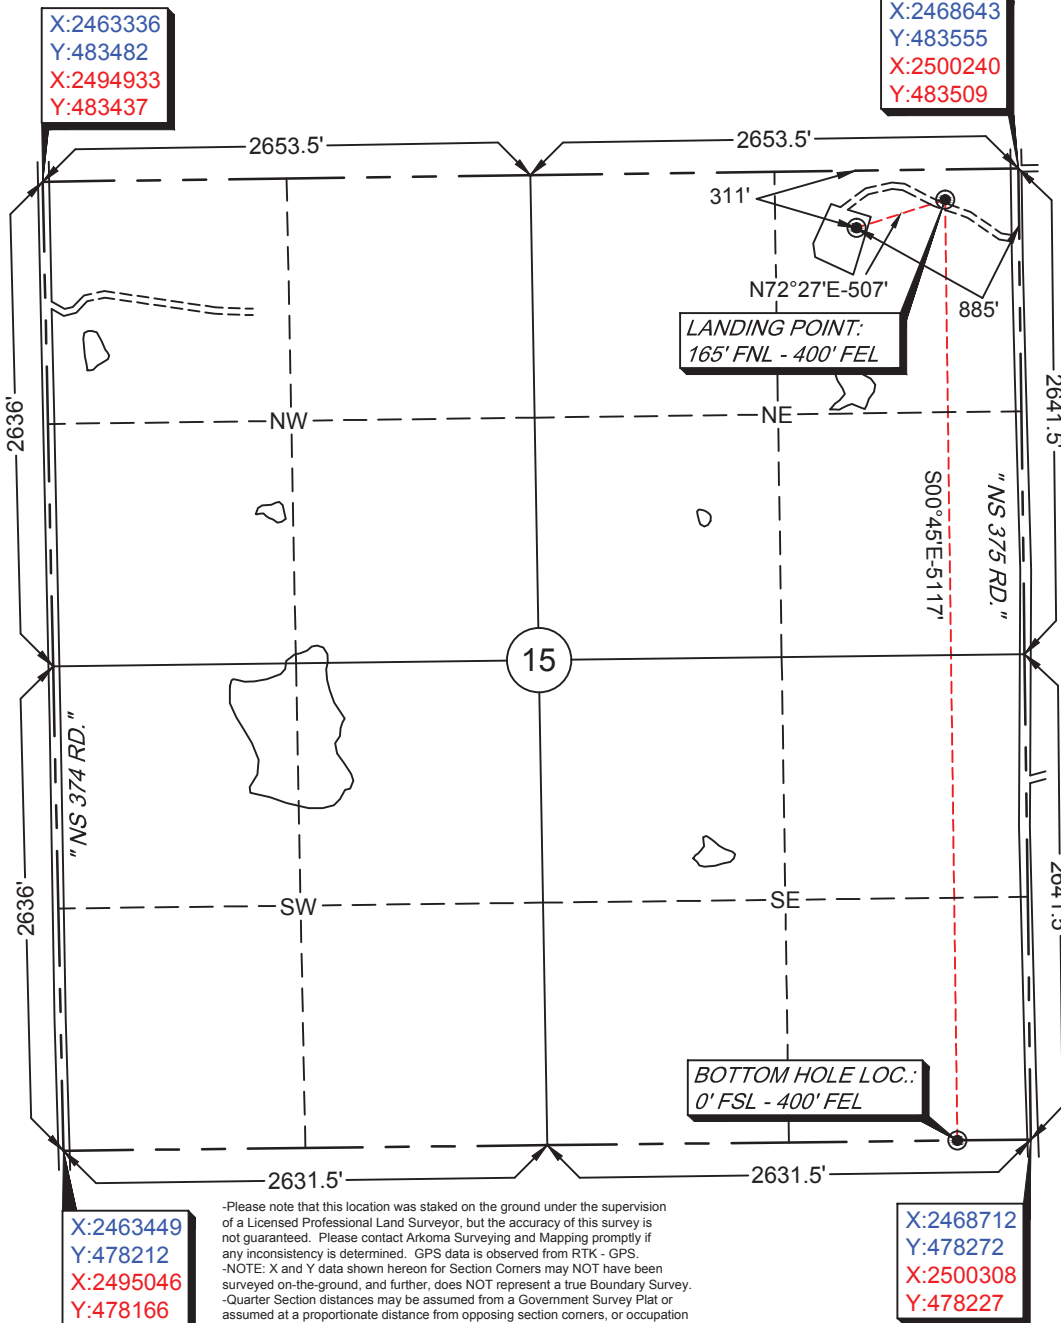 X:2463336
Y:483482
X:2494933
Y:483437
X:2468643
Y:483555
X:2500240
Y:483509
2653.5'
2653.5'
311'
N72°27'E-507'
885'
LANDING POINT:
165' FNL - 400' FEL
2636'
2641.5'
NW
NE
S00°45'E-5117'
"NS 375 RD."
15
"NS 374 RD."
2636'
2641.5'
SW
SE
BOTTOM HOLE LOC.:
0' FSL - 400' FEL
2631.5'
2631.5'
X:2463449
Y:478212
X:2495046
Y:478166
-Please note that this location was staked on the ground under the supervision
of a Licensed Professional Land Surveyor, but the accuracy of this survey is
not guaranteed. Please contact Arkoma Surveying and Mapping promptly if
any inconsistency is determined. GPS data is observed from RTK - GPS.
-NOTE: X and Y data shown hereon for Section Corners may NOT have been
surveyed on-the-ground, and further, does NOT represent a true Boundary Survey.
-Quarter Section distances may be assumed from a Government Survey Plat or
assumed at a proportionate distance from opposing section corners, or occupation
X:2468712
Y:478272
X:2500308
Y:478227